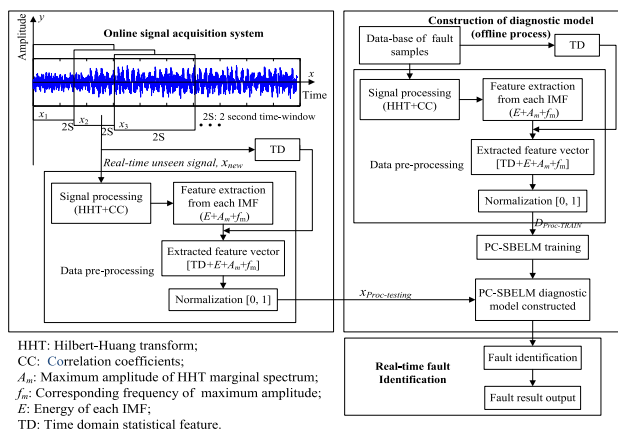 Online signal acquisition system
Amplitude
y
x
Time
x1
2S
x2
2S
x3
2S
2S: 2 second time-window
• • •
Real-time unseen signal, xnew
TD
Signal processing
(HHT+CC)
Feature extraction
from each IMF
(E+Am+fm)
Extracted feature vector
[TD+E+Am+fm]
Data pre-processing
Normalization [0, 1]
xProc-testing
Construction of diagnostic model
(offline process)
Data-base of fault
samples
TD
Signal processing
(HHT+CC)
Feature extraction
from each IMF
(E+Am+fm)
Extracted feature vector
[TD+E+Am+fm]
Data pre-processing
Normalization [0, 1]
DProc-TRAIN
PC-SBELM training
PC-SBELM diagnostic
model constructed
Real-time fault
Identification
Fault identification
Fault result output
HHT: Hilbert-Huang transform;
CC: Correlation coefficients;
Am: Maximum amplitude of HHT marginal spectrum;
fm: Corresponding frequency of maximum amplitude;
E: Energy of each IMF;
TD: Time domain statistical feature.